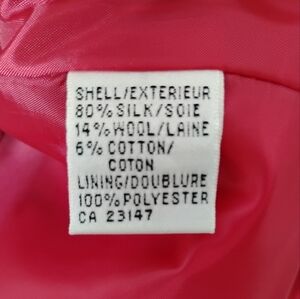 SHELL/EXTERIEUR
80% SILK/SOIE
14% WOOL/LAINE
6% COTTON/
COTON
LINING/DOUBLURE
100% POLYESTER
CA 23147